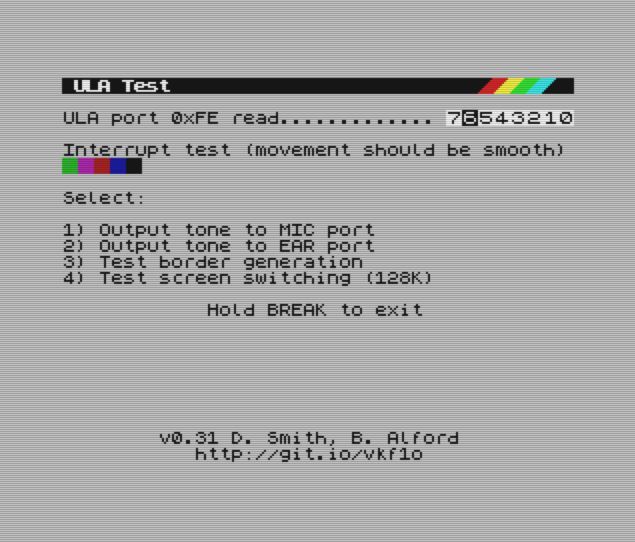 ULA Test
ULA port 0xFE read............. 76543210
Interrupt test (movement should be smooth)
Select:
1) Output tone to MIC port
2) Output tone to EAR port
3) Test border generation
4) Test screen switching (128K)
Hold BREAK to exit
v0.31 D. Smith, B. Alford
http://git.io/vkf1o